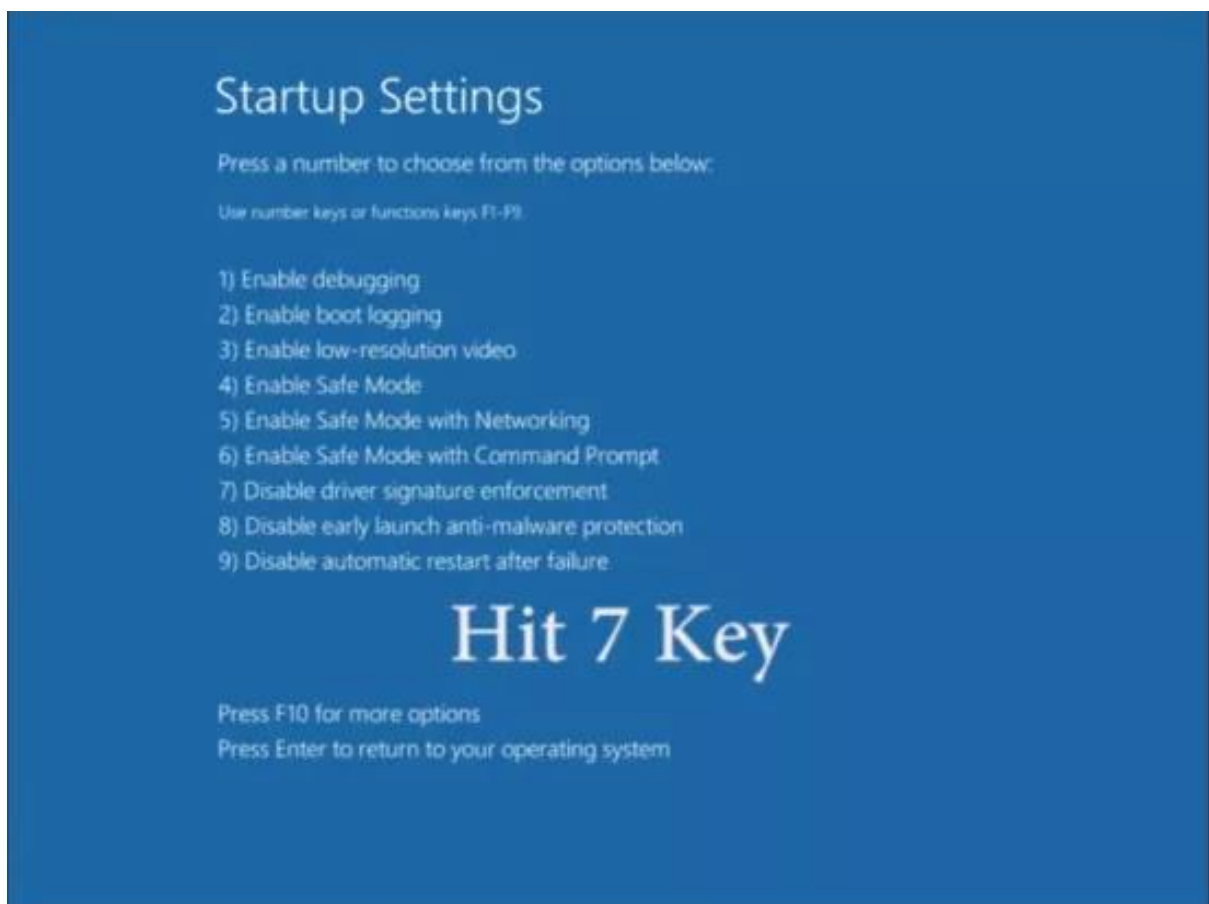 Startup Settings
Press a number to choose from the options below:
Use number keys or functions keys F1-F9.
1) Enable debugging
2) Enable boot logging
3) Enable low-resolution video
4) Enable Safe Mode
5) Enable Safe Mode with Networking
6) Enable Safe Mode with Command Prompt
7) Disable driver signature enforcement
8) Disable early launch anti-malware protection
9) Disable automatic restart after failure
Hit 7 Key
Press F10 for more options
Press Enter to return to your operating system